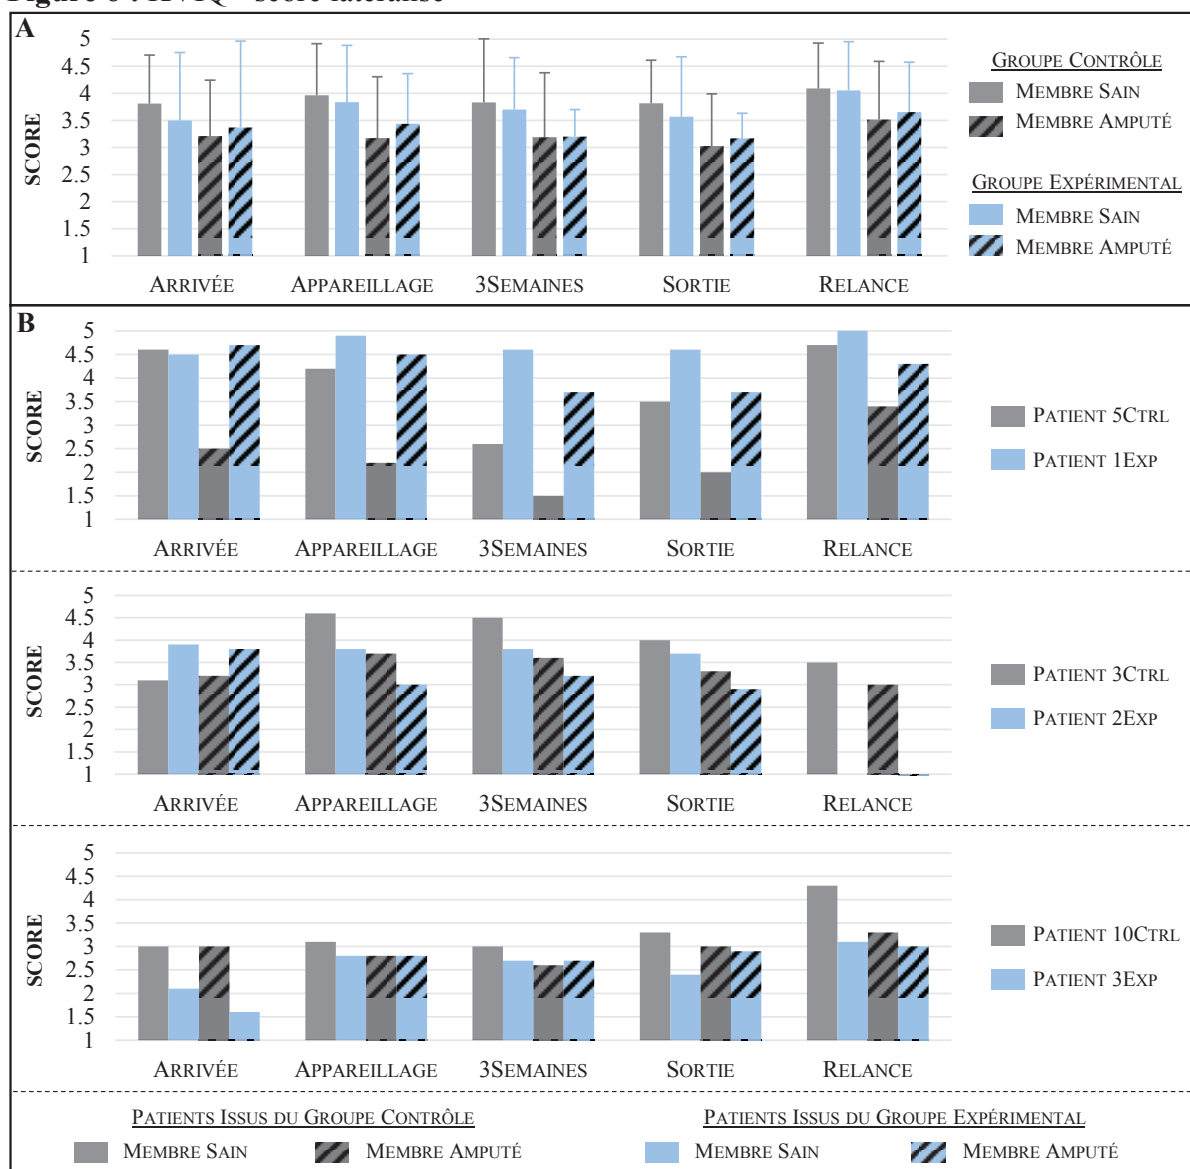 Figure : KVIQ - score latéralisé
A
SCORE
5
4.5
4
3.5
3
2.5
2
1.5
1
Arrivée Appareillage 3Semaines Sortie Relance
Groupe Contrôle
Membre Sain
Membre Amputé
Groupe Expérimental
Membre Sain
Membre Amputé
B
SCORE
5
4.5
4
3.5
3
2.5
2
1.5
1
Arrivée Appareillage 3Semaines Sortie Relance
Patient 5Ctrl
Patient 1Exp
SCORE
5
4.5
4
3.5
3
2.5
2
1.5
1
Arrivée Appareillage 3Semaines Sortie Relance
Patient 3Ctrl
Patient 2Exp
SCORE
5
4.5
4
3.5
3
2.5
2
1.5
1
Arrivée Appareillage 3Semaines Sortie Relance
Patient 10Ctrl
Patient 3Exp
Patients Issus du Groupe Contrôle
Membre Sain Membre Amputé
Patients Issus du Groupe Expérimental
Membre Sain Membre Amputé